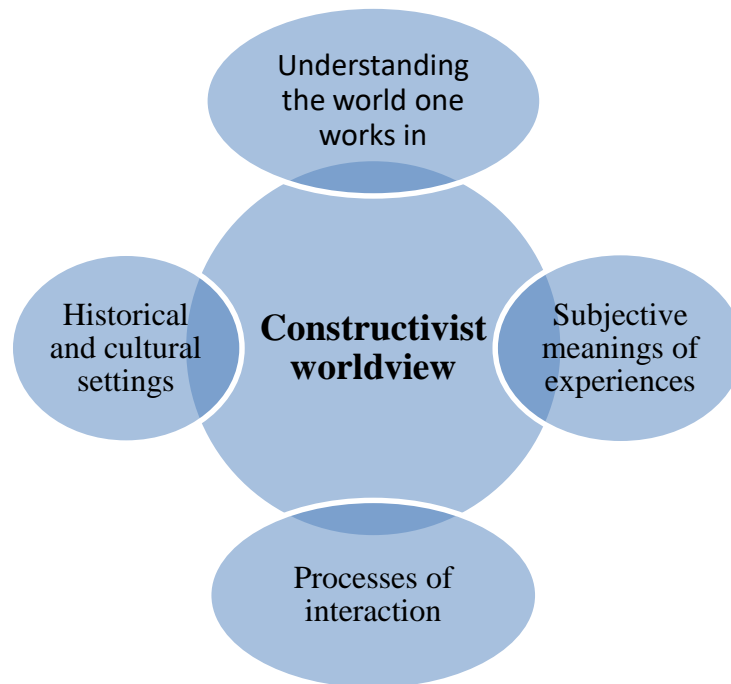 Understanding
the world one
works in
Historical
and cultural
settings
Constructivist
worldview
Subjective
meanings of
experiences
Processes of
interaction